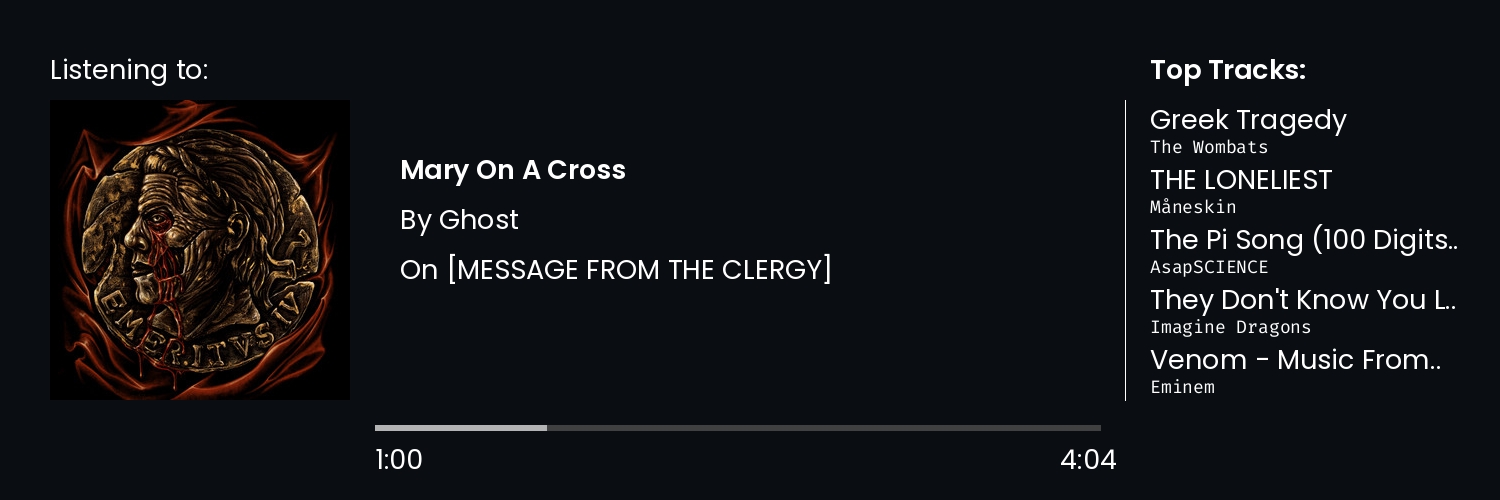 Listening to:
EMERITVS IV
Mary On A Cross
By Ghost
On [MESSAGE FROM THE CLERGY]
1:00
4:04
Top Tracks:
Greek Tragedy
The Wombats
THE LONELIEST
Måneskin
The Pi Song (100 Digits..
AsapSCIENCE
They Don't Know You L..
Imagine Dragons
Venom - Music From..
Eminem